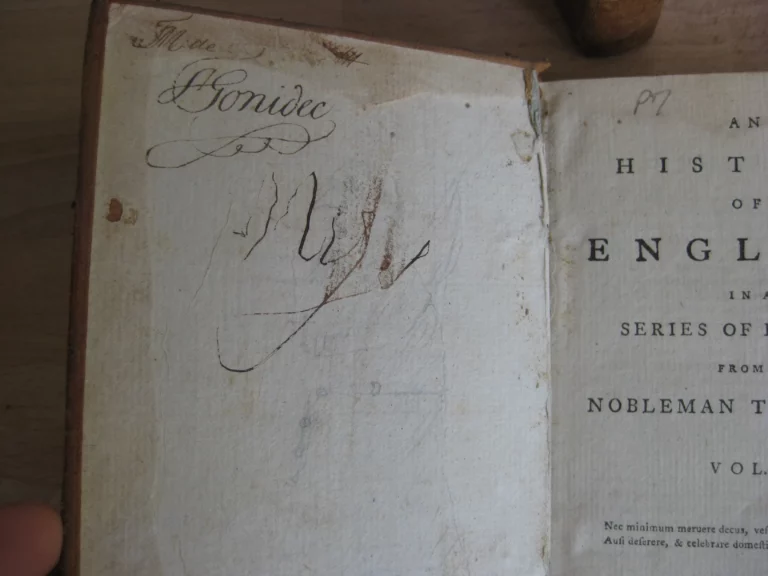 M de
Gonidec
P7
AN
HIST
OF
ENGL
IN A
SERIES OF
FROM
NOBLEMAN T
VOL.
Nec minimum meruere decus, ves
Ausi deserere, & celebrare domesti